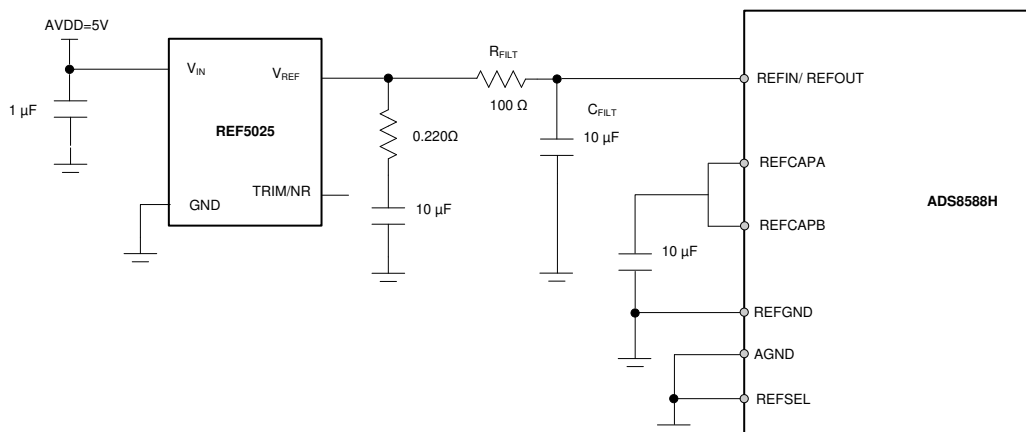 AVDD=5V
1 µF
VIN
VREF
REF5025
TRIM/NR
GND
0.220Ω
10 µF
RFILT
100 Ω
CFILT
10 µF
10 µF
REFIN/ REFOUT
REFCAPA
REFCAPB
ADS8588H
REFGND
AGND
REFSEL